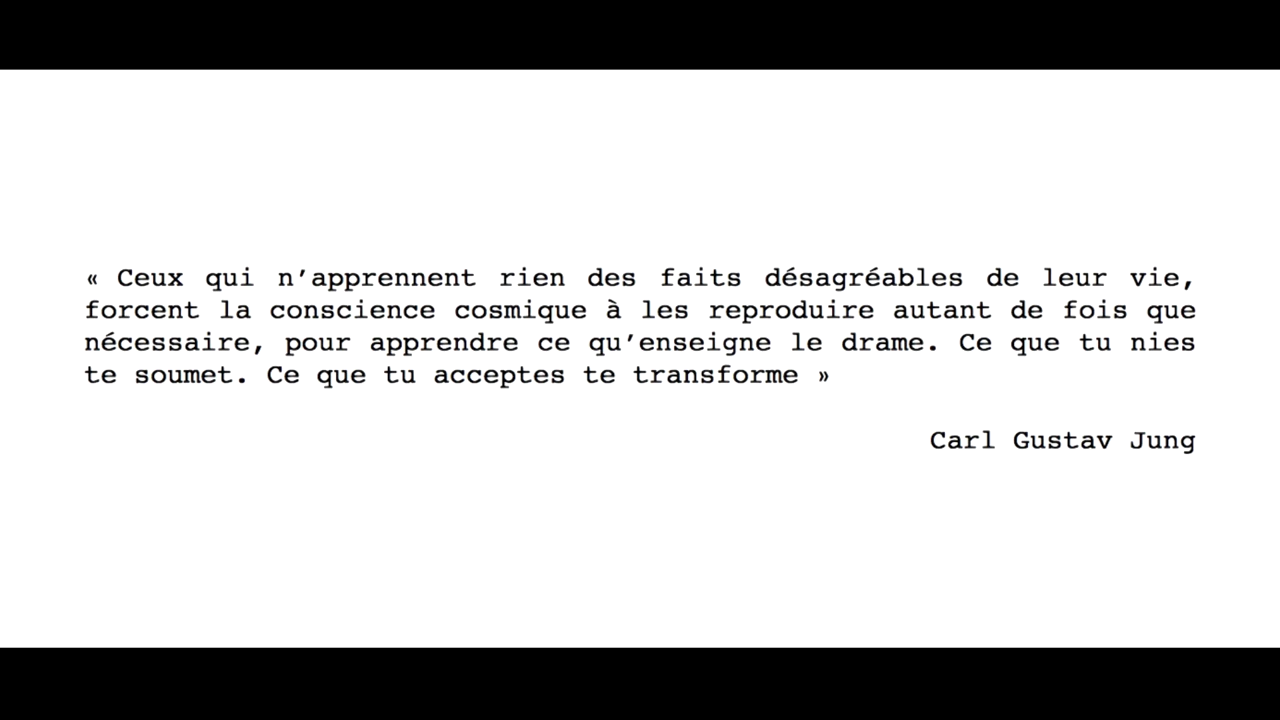 « Ceux qui n’apprennent rien des faits désagréables de leur vie,
forcent la conscience cosmique à les reproduire autant de fois que
nécessaire, pour apprendre ce qu’enseigne le drame. Ce que tu nies
te soumet. Ce que tu acceptes te transforme »
Carl Gustav Jung